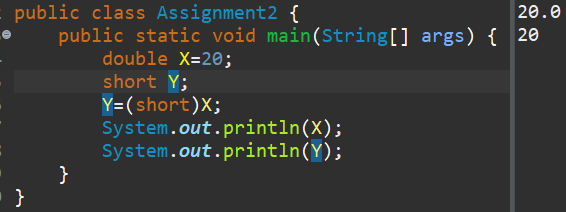 public class Assignment2 {
public static void main(String[] args) {
double X=20;
short Y;
Y=(short)X;
System.out.println(X);
System.out.println(Y);
}
}
20.0
20